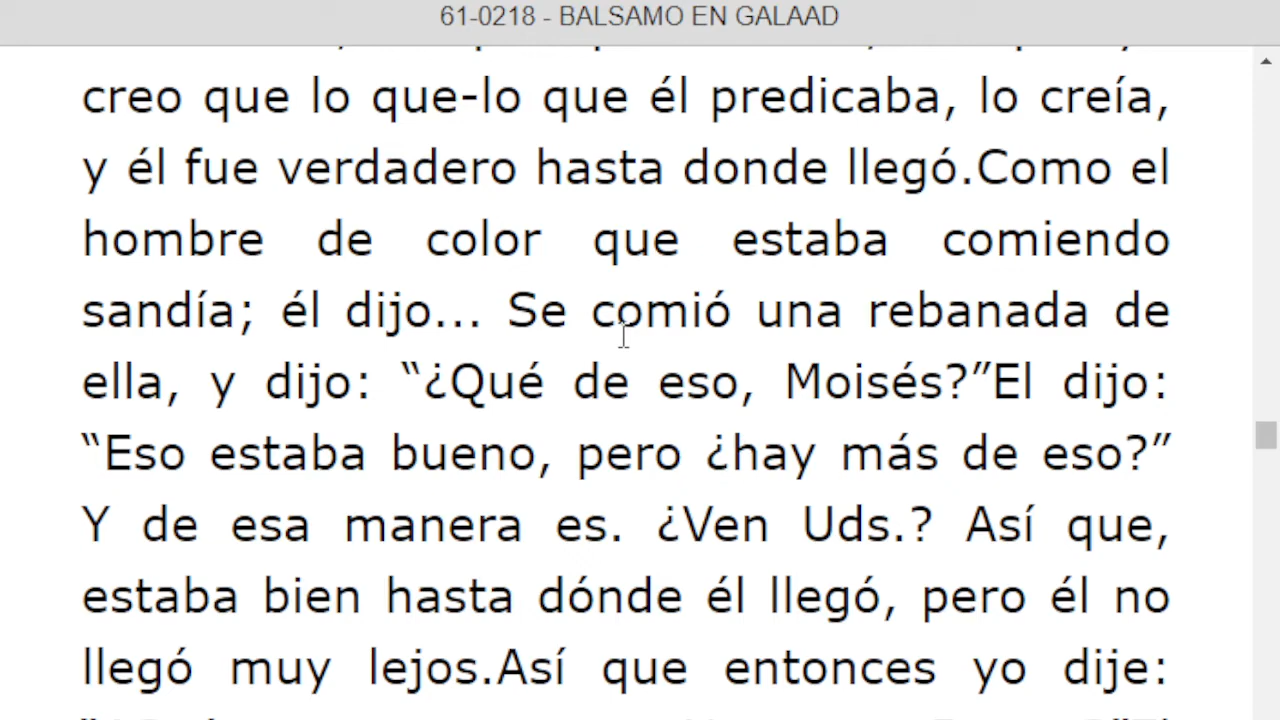 61-0218 - BALSAMO EN GALAAD
creo que lo que-lo que él predicaba, lo creía,
y él fue verdadero hasta donde llegó.Como el
hombre de color que estaba comiendo
sandía; él dijo... Se comió una rebanada de
ella, y dijo: “¿Qué de eso, Moisés?”El dijo:
“Eso estaba bueno, pero ¿hay más de eso?”
Y de esa manera es. ¿Ven Uds.? Así que,
estaba bien hasta dónde él llegó, pero él no
llegó muy lejos.Así que entonces yo dije: